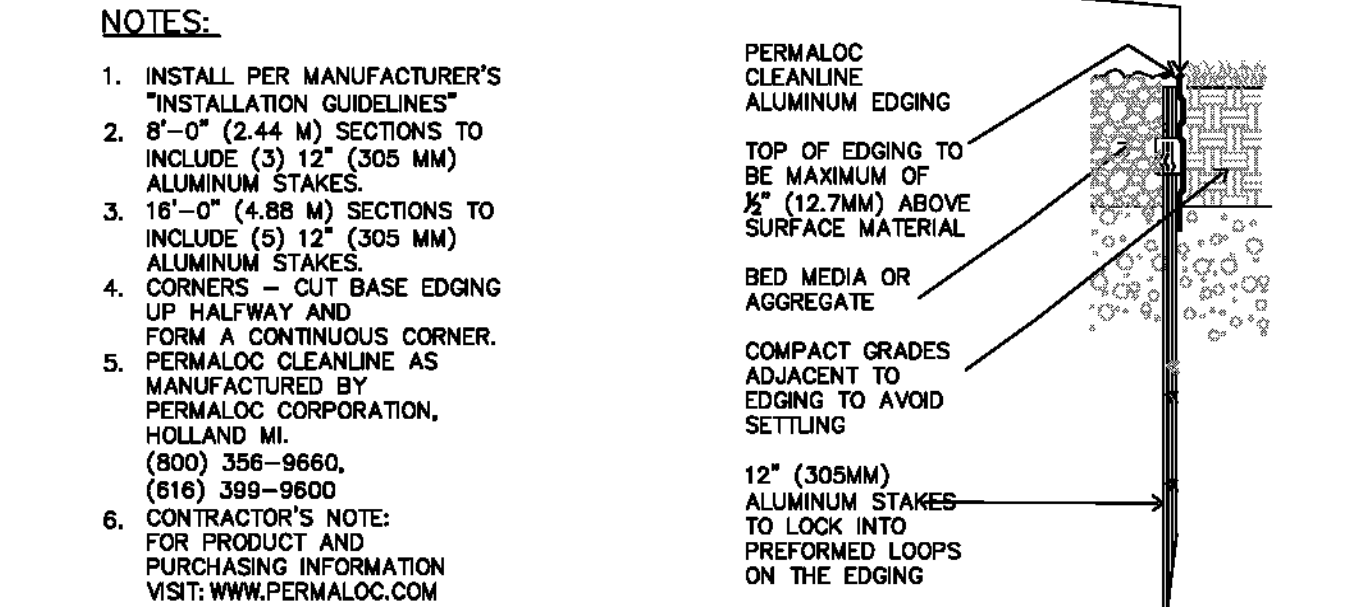 NOTES:
1. INSTALL PER MANUFACTURER'S
"INSTALLATION GUIDELINES"
2. 8'-0" (2.44 M) SECTIONS TO
INCLUDE (3) 12" (305 MM)
ALUMINUM STAKES.
3. 16'-0" (4.88 M) SECTIONS TO
INCLUDE (5) 12" (305 MM)
ALUMINUM STAKES.
4. CORNERS - CUT BASE EDGING
UP HALFWAY AND
FORM A CONTINUOUS CORNER.
5. PERMALOC CLEANLINE AS
MANUFACTURED BY
PERMALOC CORPORATION,
HOLLAND MI.
(800) 356-9660,
(616) 399-9600
6. CONTRACTOR'S NOTE:
FOR PRODUCT AND
PURCHASING INFORMATION
VISIT: WWW.PERMALOC.COM
PERMALOC
CLEANLINE
ALUMINUM EDGING
TOP OF EDGING TO
BE MAXIMUM OF
½" (12.7MM) ABOVE
SURFACE MATERIAL
BED MEDIA OR
AGGREGATE
COMPACT GRADES
ADJACENT TO
EDGING TO AVOID
SETTLING
12" (305MM)
ALUMINUM STAKES
TO LOCK INTO
PREFORMED LOOPS
ON THE EDGING